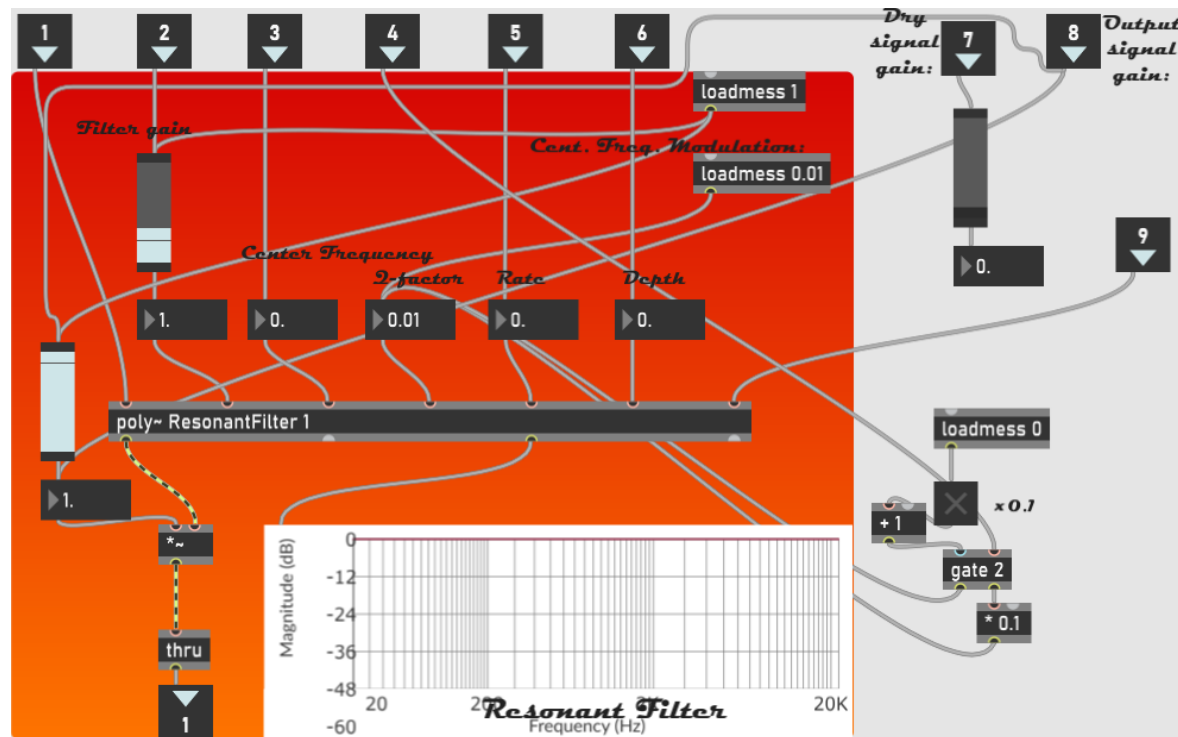 1
2
3
4
5
6
Dry
signal
gain:
7
8
Output
signal
gain:
loadmess 1
Filter gain
Cent. Freq. Modulation:
loadmess 0.01
9
Center Frequency
Q-factor
Rate
Depth
0.
1.
0.
0.01
0.
0.
poly~ ResonantFilter 1
loadmess 0
1.
x 0.1
+ 1
*~
gate 2
* 0.1
thru
1
Magnitude (dB)
0
-12
-24
-36
-48
-60
20
200
2K
20K
Resonant Filter
Frequency (Hz)